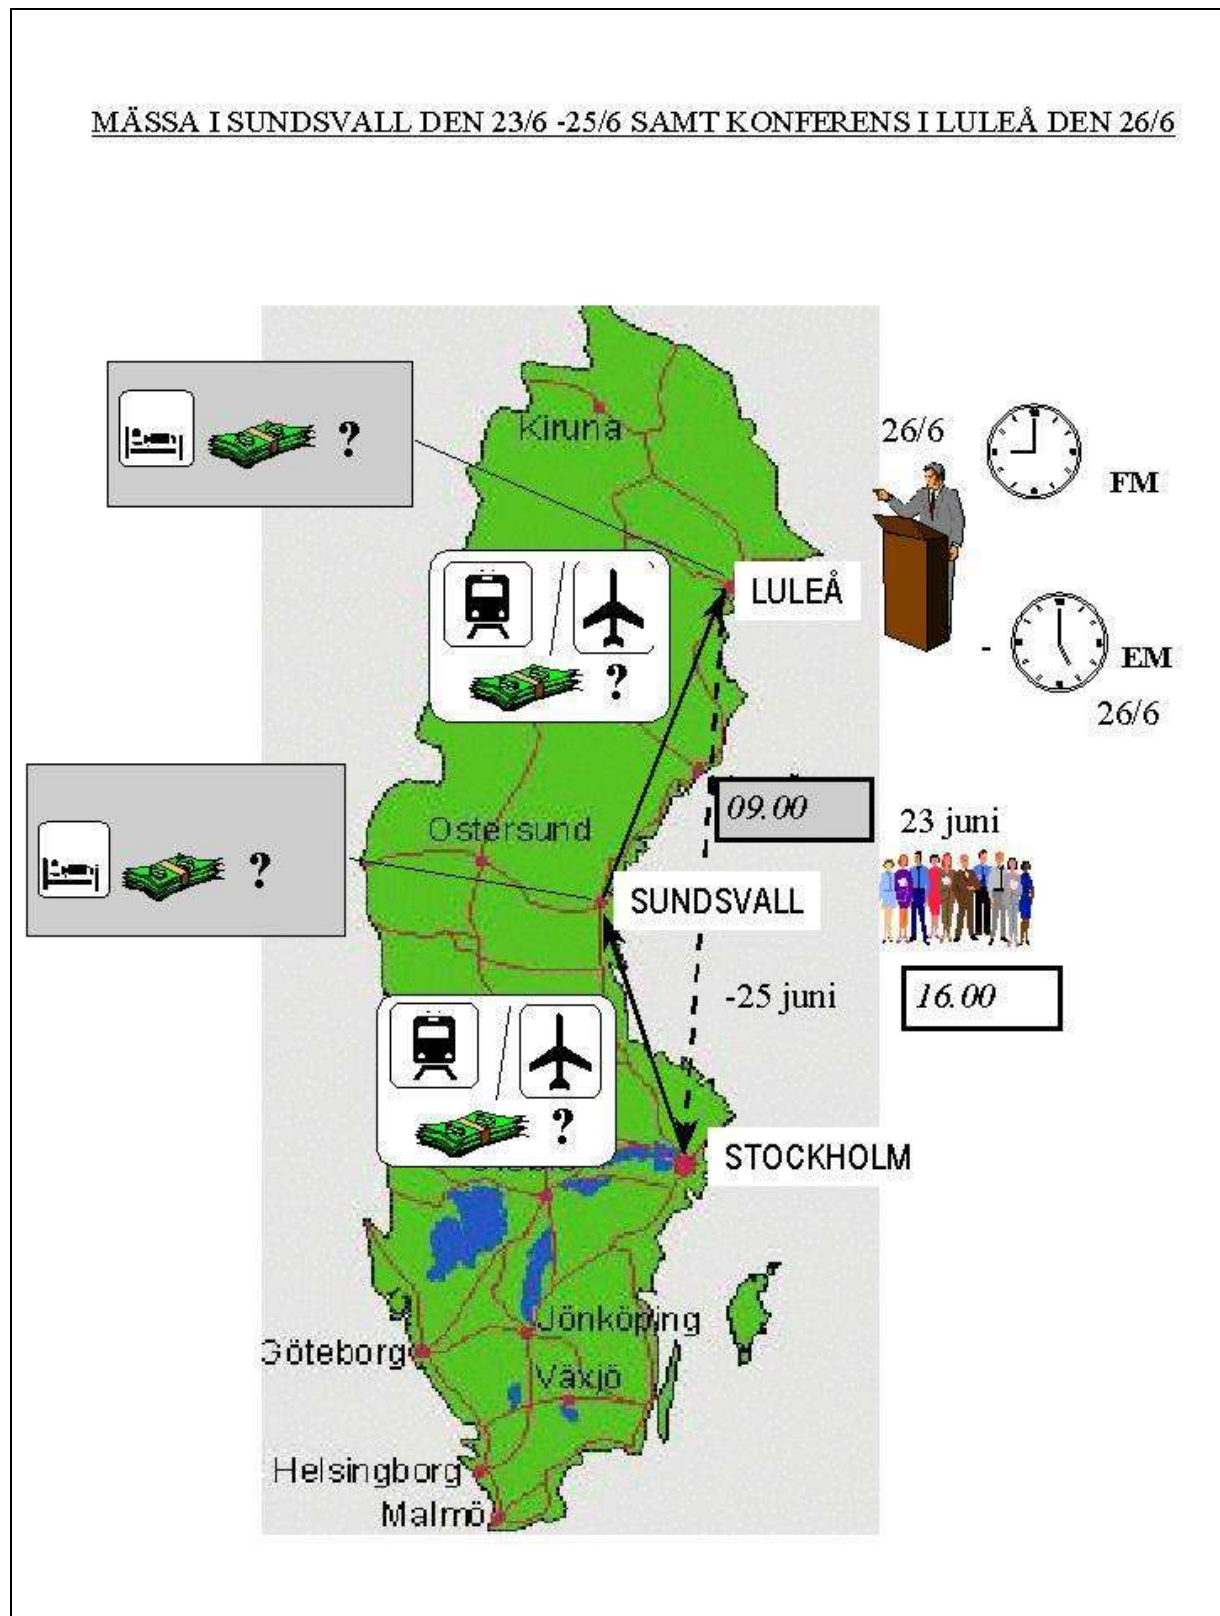 MÄSSA I SUNDSVALL DEN 23/6 -25/6 SAMT KONFERENS I LULEÅ DEN 26/6
Kiruna
?
26/6
FM
LULEÅ
?
-
EM
26/6
09.00
23 juni
Ostersund
?
SUNDSVALL
-25 juni
16.00
?
STOCKHOLM
Jönköping
Göteborg
Växjö
Helsingborg
Malmö